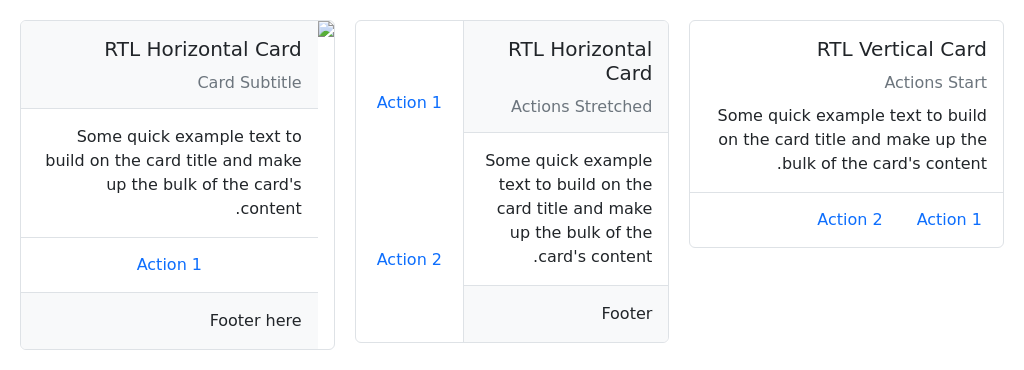 RTL Horizontal Card
Card Subtitle
Some quick example text to
build on the card title and make
up the bulk of the card's
.content
Action 1
Footer here
Action 1
Action 2
RTL Horizontal
Card
Actions Stretched
Some quick example
text to build on the
card title and make
up the bulk of the
.card's content
Footer
RTL Vertical Card
Actions Start
Some quick example text to build
on the card title and make up the
.bulk of the card's content
Action 2 Action 1